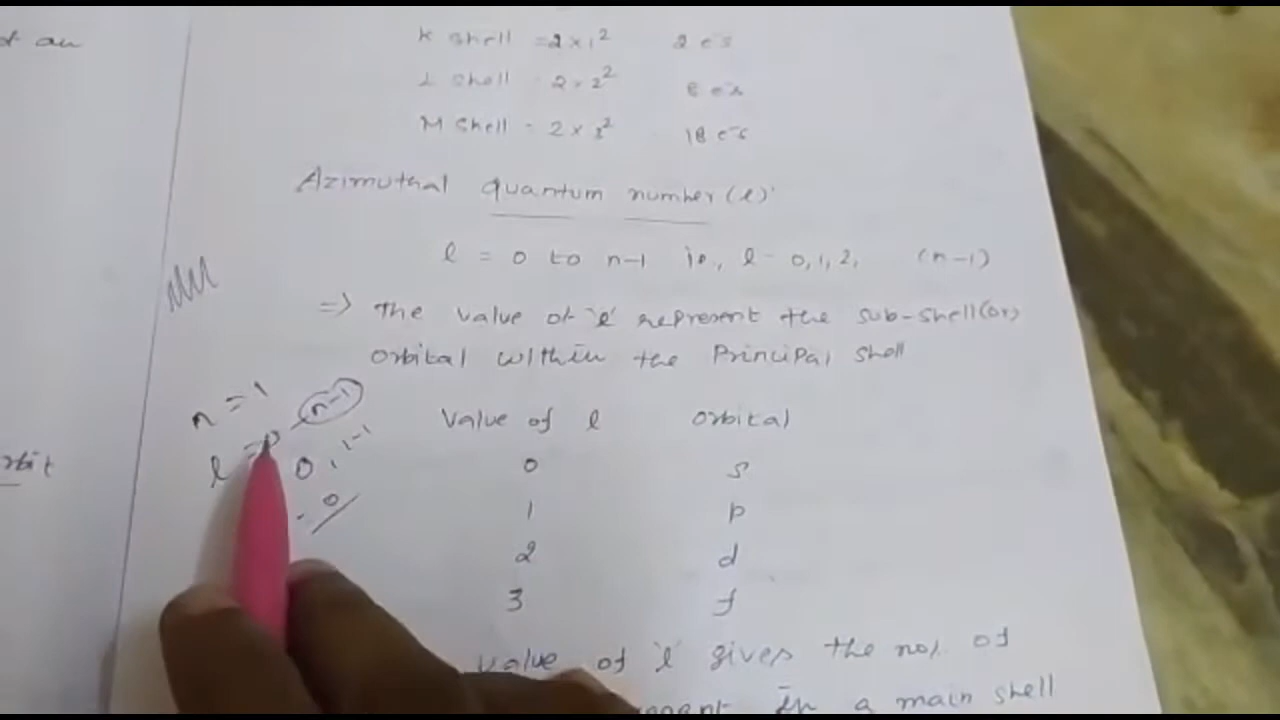 K shell = 2 x 1² 2 e⁻s
L shell - 2 x 2² 8 e⁻s
M shell - 2 x 3² 18 e⁻s
Azimuthal quantum number (l)
l = 0 to n-1 ie., l - 0,1,2, (n-1)
=> The value of 'l' represent the sub-shell (or)
orbital within the Principal shell
n = 1
l = 0 - n-1
0, 1-1
- 0
Value of l orbital
0 s
1 p
2 d
3 f
value of 'l' gives the no/. of
in a main shell